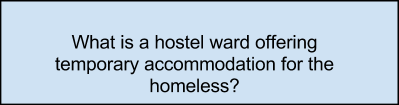 What is a hostel ward offering
temporary accommodation for the
homeless?